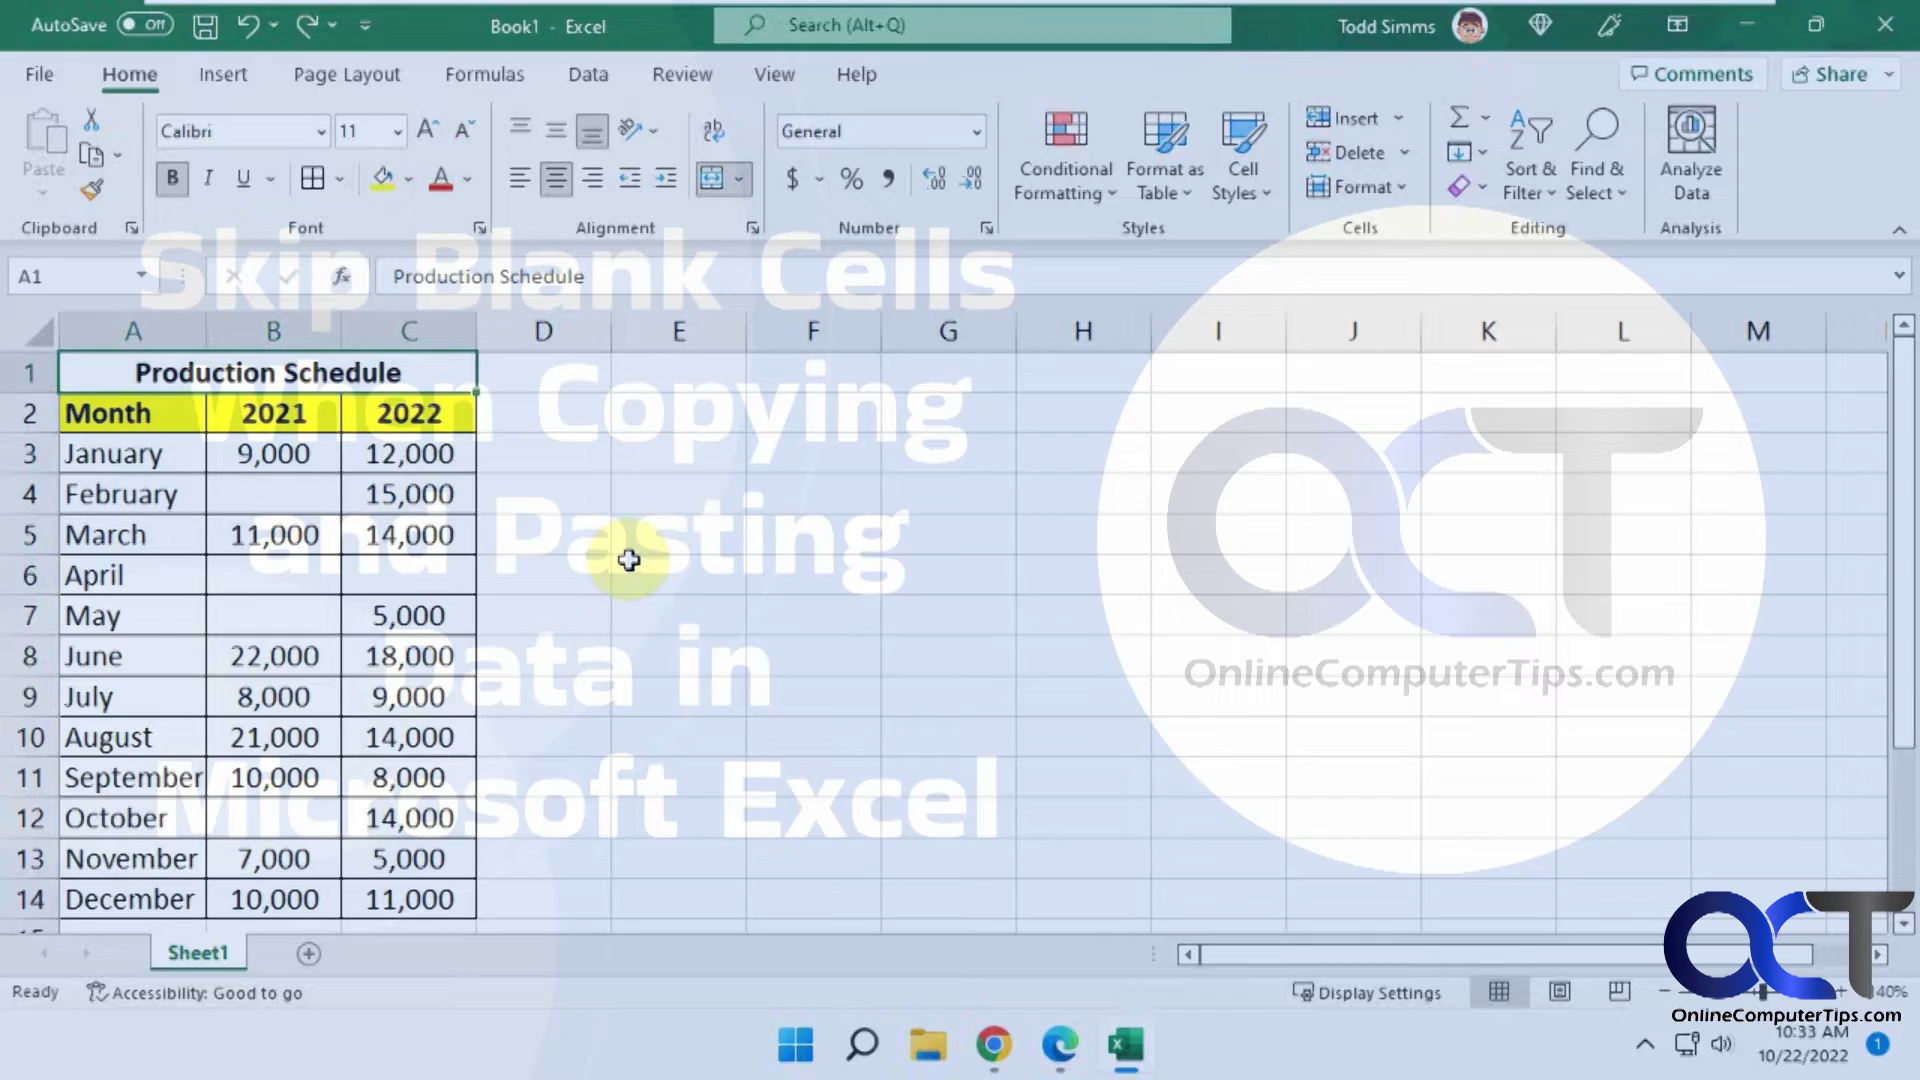 AutoSave Off Book1 - Excel Search (Alt+Q) Todd Simms
File Home Insert Page Layout Formulas Data Review View Help Comments Share
Paste Calibri 11 General
Conditional Formatting Format as Table Cell Styles
Insert Delete Format
Sort & Filter Find & Select Analyze Data
Clipboard Font Alignment Number Styles Cells Editing Analysis
A1 fx Production Schedule
Skip Blank Cells
When Copying
and Pasting
Data in
Microsoft Excel
OCT
OnlineComputerTips.com
A B C D E F G H I J K L M
1 Production Schedule
2 Month 2021 2022
3 January 9,000 12,000
4 February 15,000
5 March 11,000 14,000
6 April
7 May 5,000
8 June 22,000 18,000
9 July 8,000 9,000
10 August 21,000 14,000
11 September 10,000 8,000
12 October 14,000
13 November 7,000 5,000
14 December 10,000 11,000
Sheet1
Ready Accessibility: Good to go Display Settings
OCT
OnlineComputerTips.com
10:33 AM
10/22/2022 1